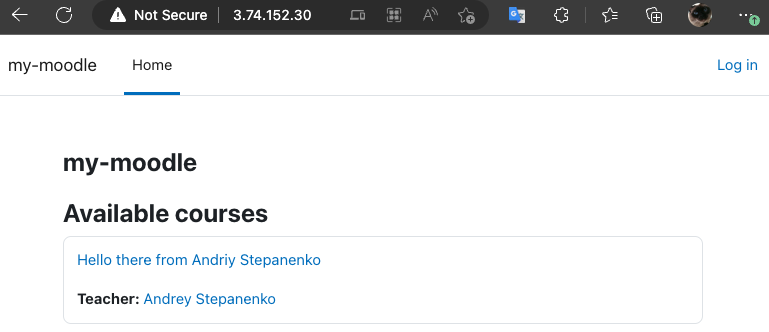 Not Secure 3.74.152.30
my-moodle Home Log in
my-moodle
Available courses
Hello there from Andriy Stepanenko
Teacher: Andrey Stepanenko